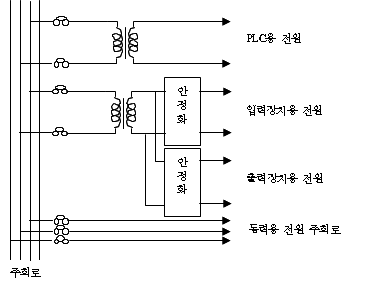 PLC용 전원
안정화
입력장치용 전원
안정화
출력장치용 전원
동력용 전원 주회로
주회로